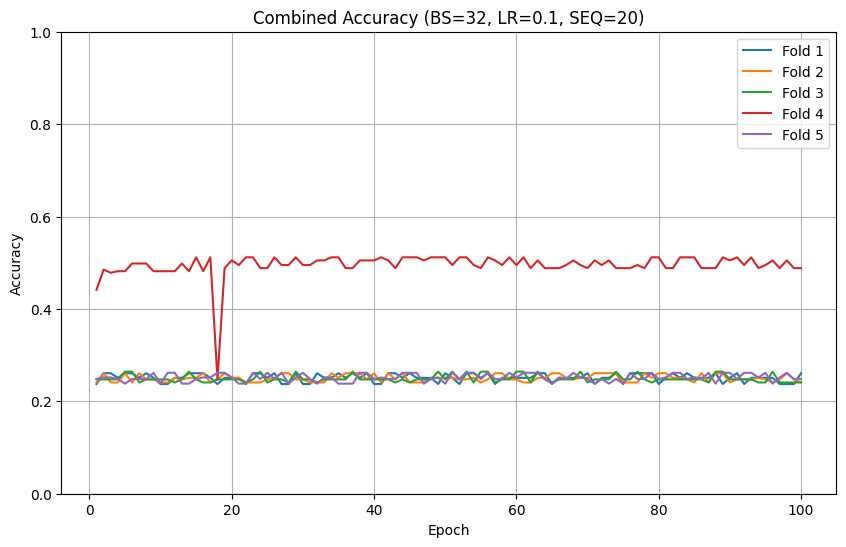 Combined Accuracy (BS=32, LR=0.1, SEQ=20)
1.0
0.8
0.6
0.4
0.2
0.0
Accuracy
Fold 1
Fold 2
Fold 3
Fold 4
Fold 5
0 20 40 60 80 100
Epoch